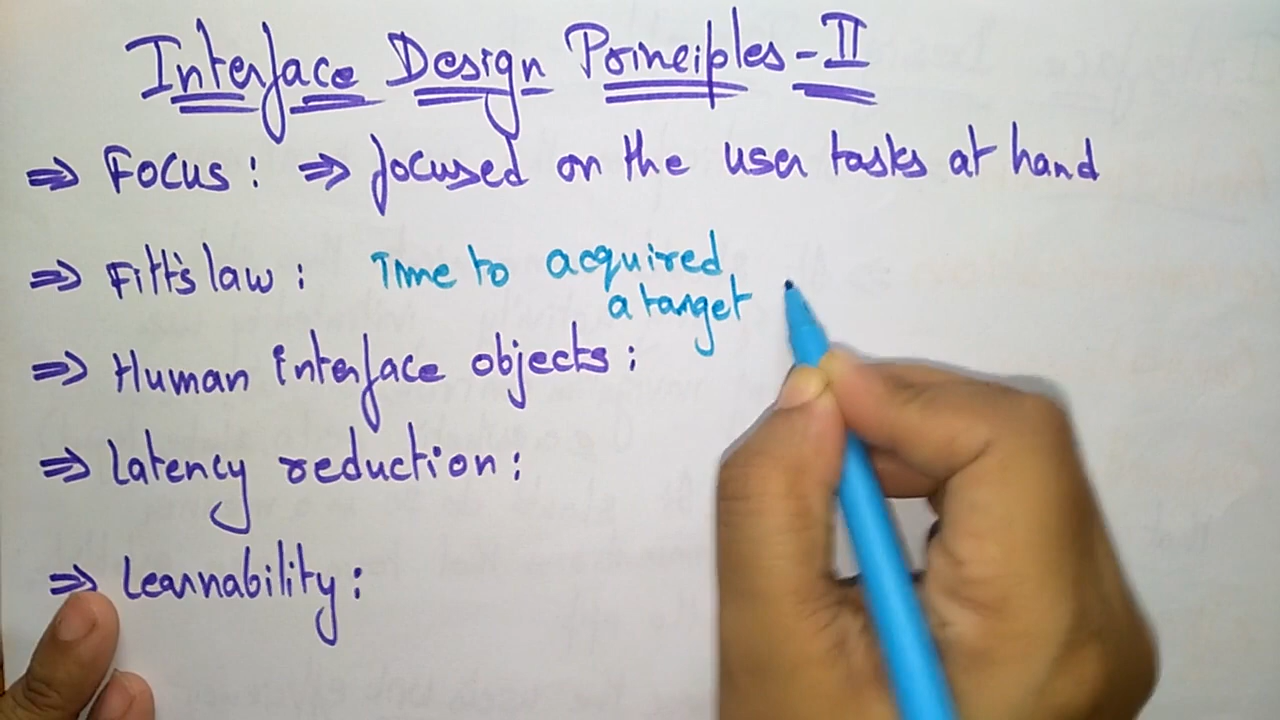 Interface Design Principles - II
⇒ Focus : ⇒ focused on the user tasks at hand
⇒ Fitt's law : Time to acquired
a target
⇒ Human interface objects :
⇒ Latency reduction :
⇒ Learnability :